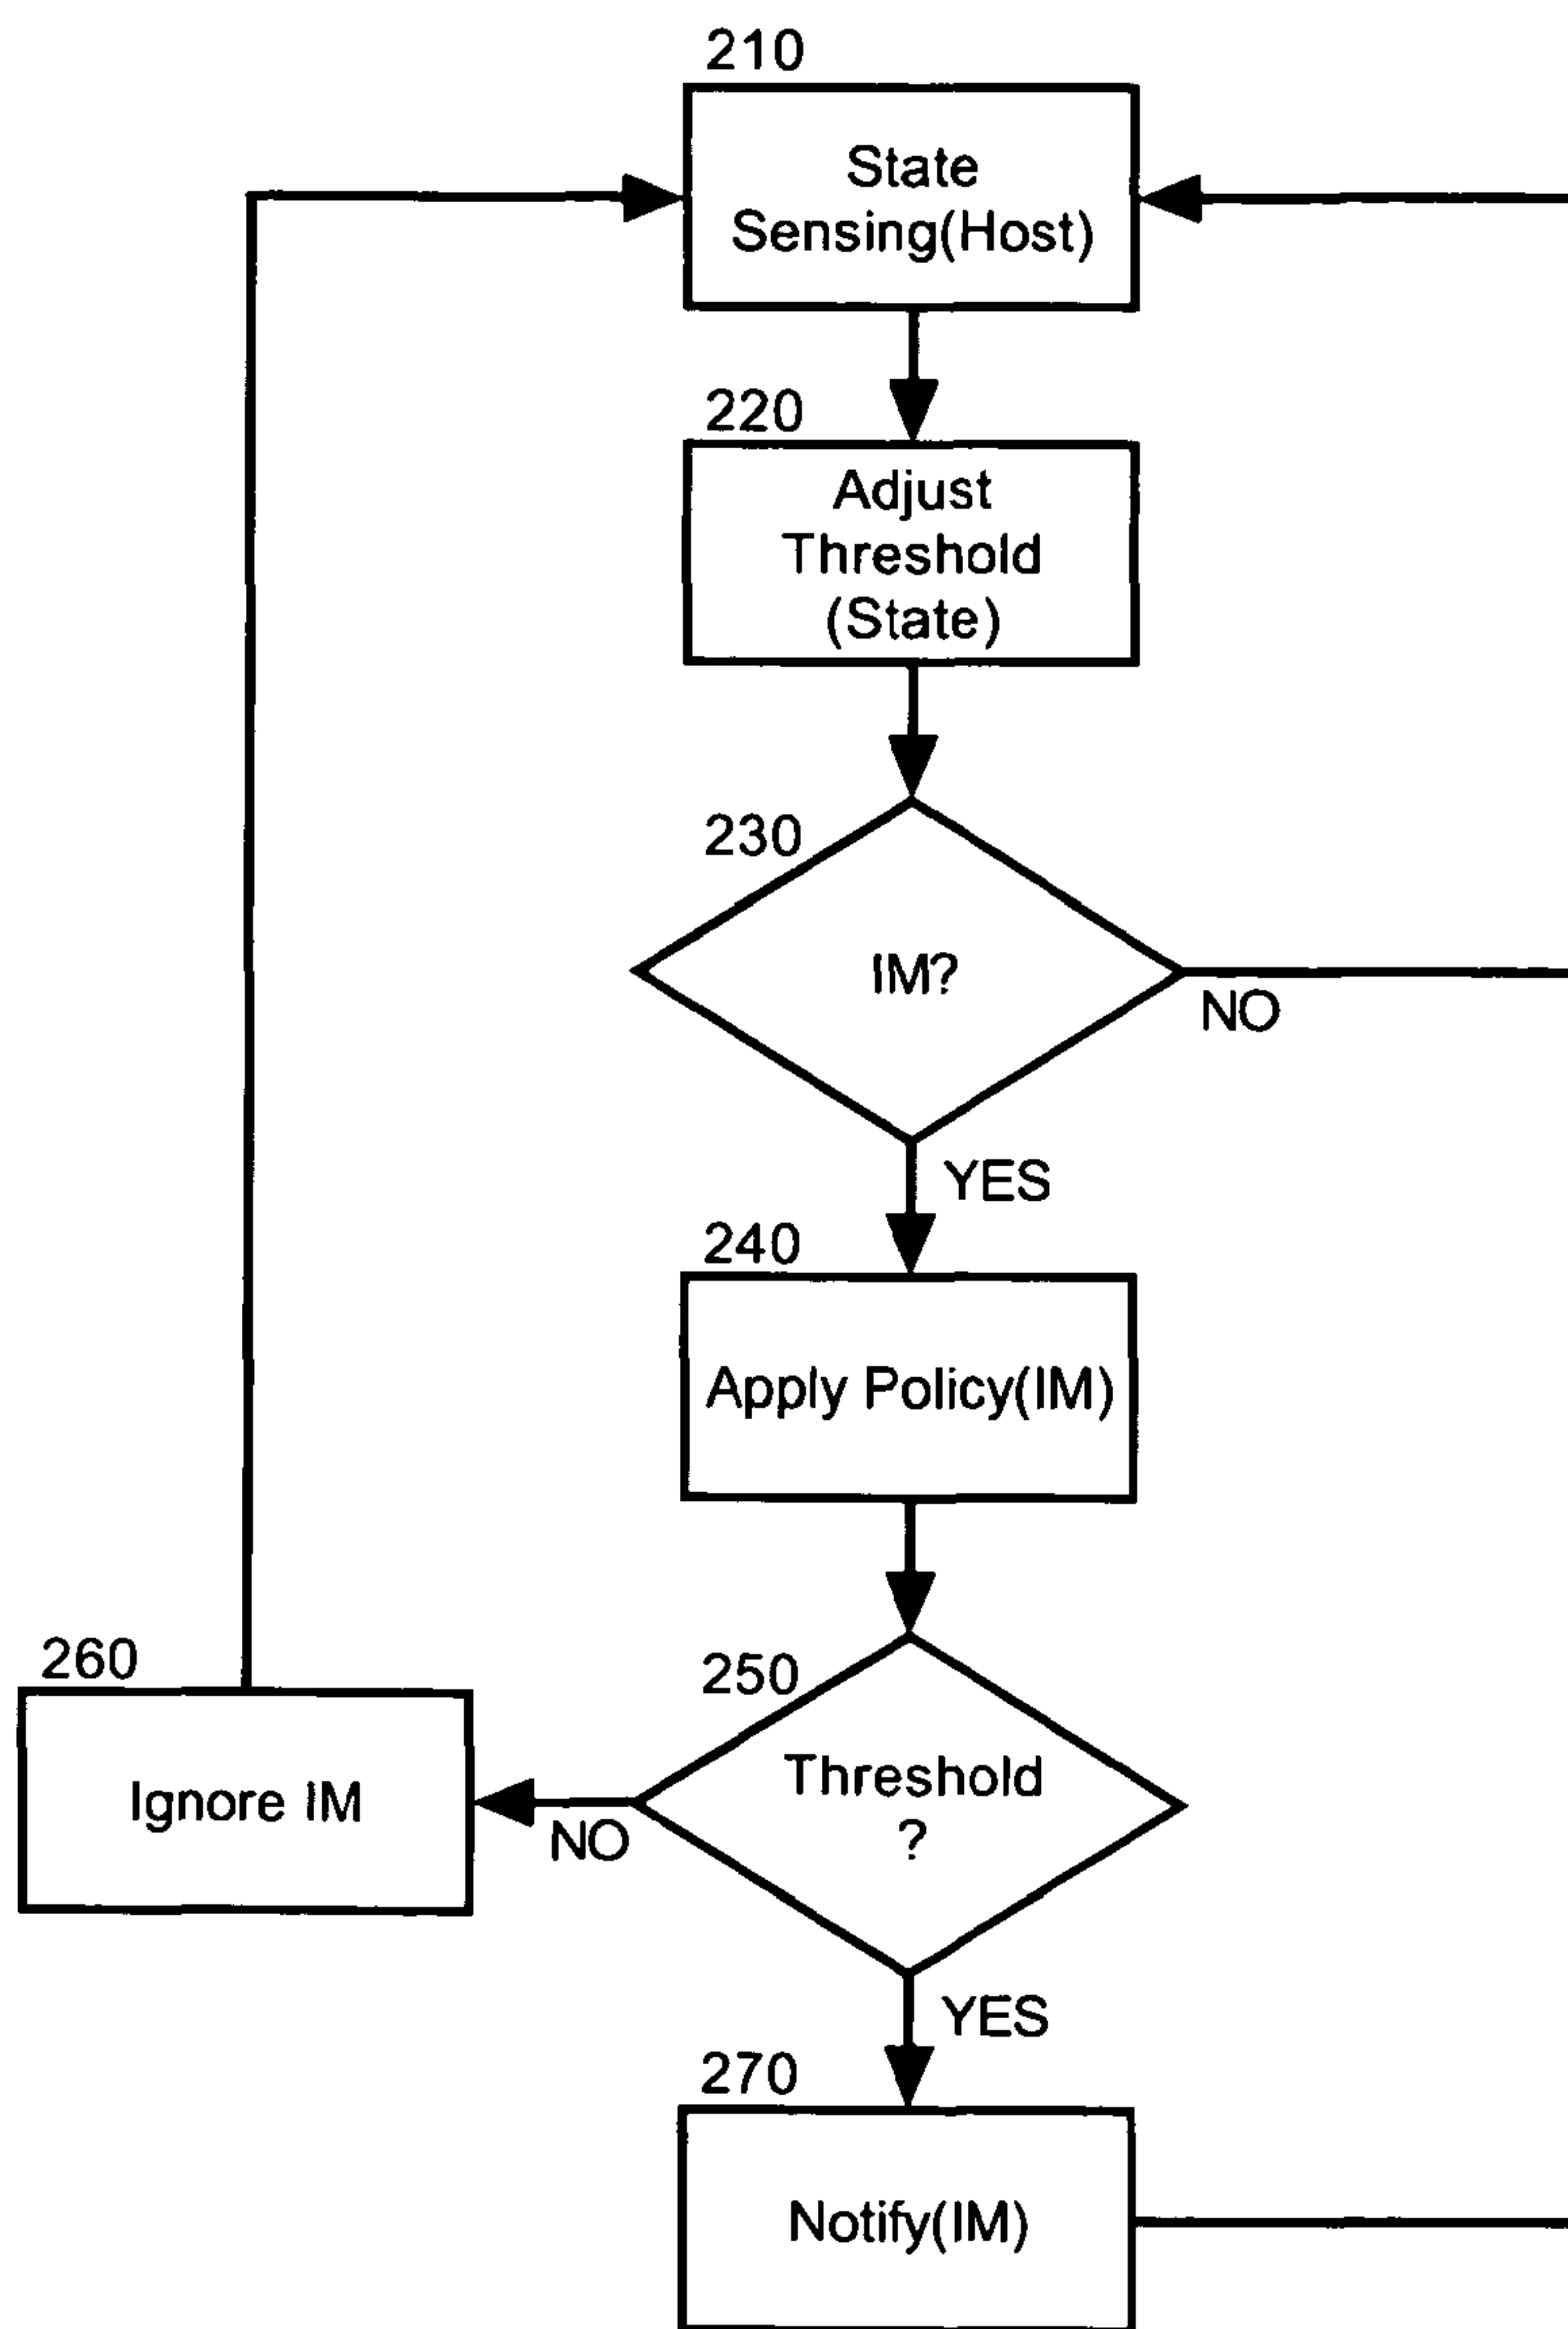 210
State
Sensing(Host)
220
Adjust
Threshold
(State)
230
IM?
NO
YES
240
Apply Policy(IM)
260
250
Threshold
?
Ignore IM
NO
YES
270
Notify(IM)